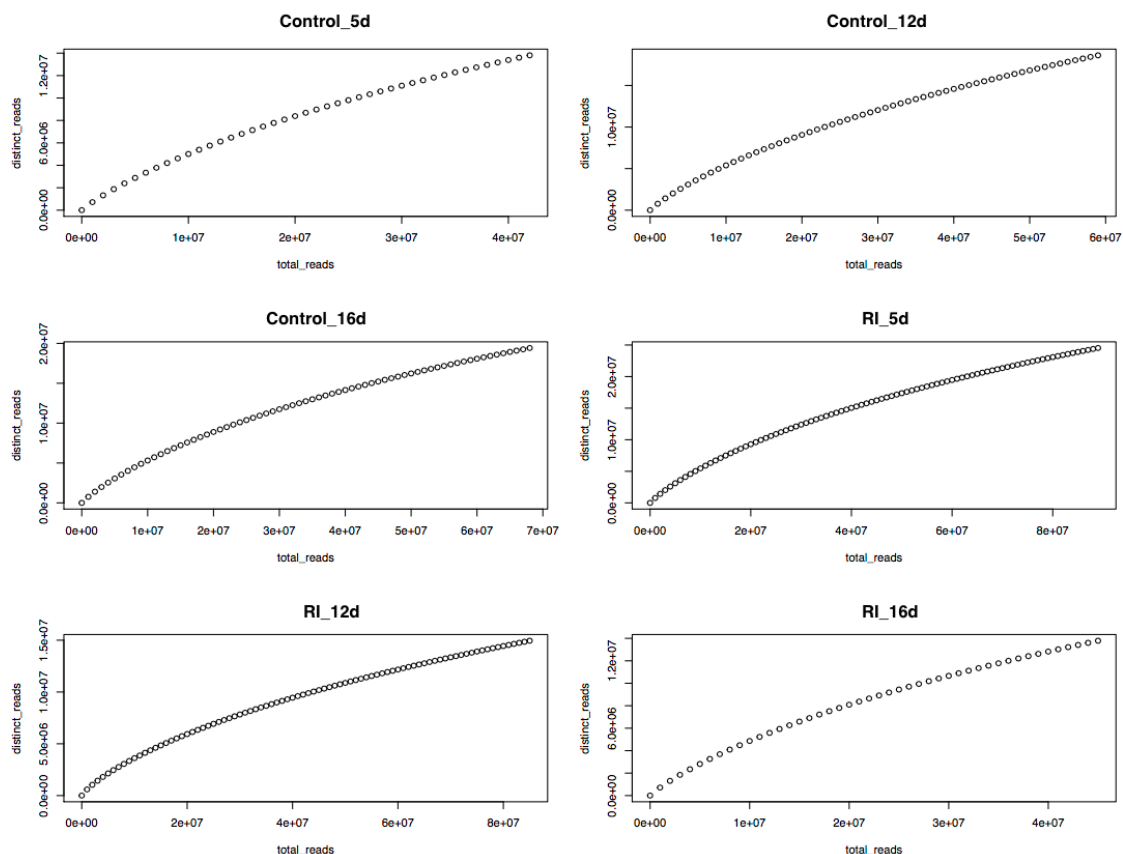 Control_5d
distinct_reads
0.0e+00 6.0e+06 1.2e+07
0e+00 1e+07 2e+07 3e+07 4e+07
total_reads
Control_12d
distinct_reads
0.0e+00 1.0e+07
0e+00 1e+07 2e+07 3e+07 4e+07 5e+07 6e+07
total_reads
Control_16d
distinct_reads
0.0e+00 1.0e+07 2.0e+07
0e+00 1e+07 2e+07 3e+07 4e+07 5e+07 6e+07 7e+07
total_reads
RI_5d
distinct_reads
0.0e+00 1.0e+07 2.0e+07
0e+00 2e+07 4e+07 6e+07 8e+07
total_reads
RI_12d
distinct_reads
0.0e+00 5.0e+06 1.0e+07 1.5e+07
0e+00 2e+07 4e+07 6e+07 8e+07
total_reads
RI_16d
distinct_reads
0.0e+00 6.0e+06 1.2e+07
0e+00 1e+07 2e+07 3e+07 4e+07
total_reads